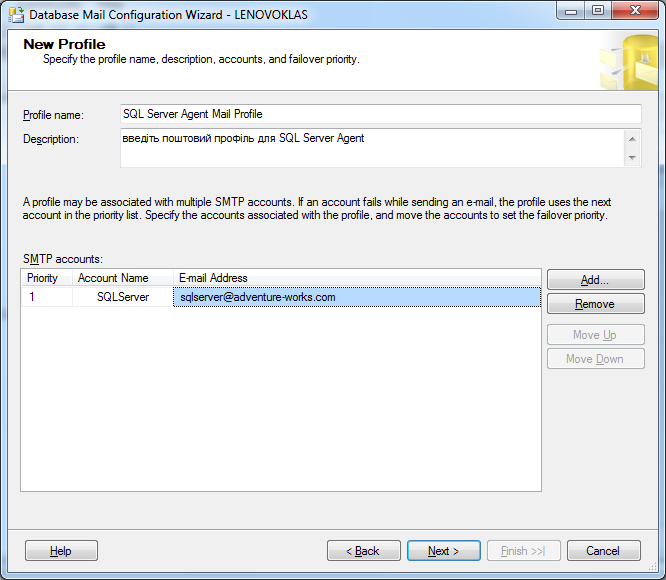 Database Mail Configuration Wizard - LENOVOKLAS
New Profile
Specify the profile name, description, accounts, and failover priority.
Profile name: SQL Server Agent Mail Profile
Description: введіть поштовий профіль для SQL Server Agent
A profile may be associated with multiple SMTP accounts. If an account fails while sending an e-mail, the profile uses the next
account in the priority list. Specify the accounts associated with the profile, and move the accounts to set the failover priority.
SMTP accounts:
Priority Account Name E-mail Address
1 SQLServer sqlserver@adventure-works.com
Add...
Remove
Move Up
Move Down
Help < Back Next > Finish >>| Cancel